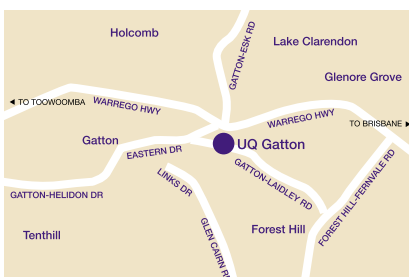 Holcomb
GATTON-ESK RD
Lake Clarendon
Glenore Grove
TO TOOWOOMBA
WARREGO HWY
WARREGO HWY
TO BRISBANE
Gatton
EASTERN DR
UQ Gatton
GATTON-LAIDLEY RD
LINKS DR
GATTON-HELIDON DR
FOREST HILL-FERNVALE RD
GLEN CAIRN
Forest Hill
Tenthill